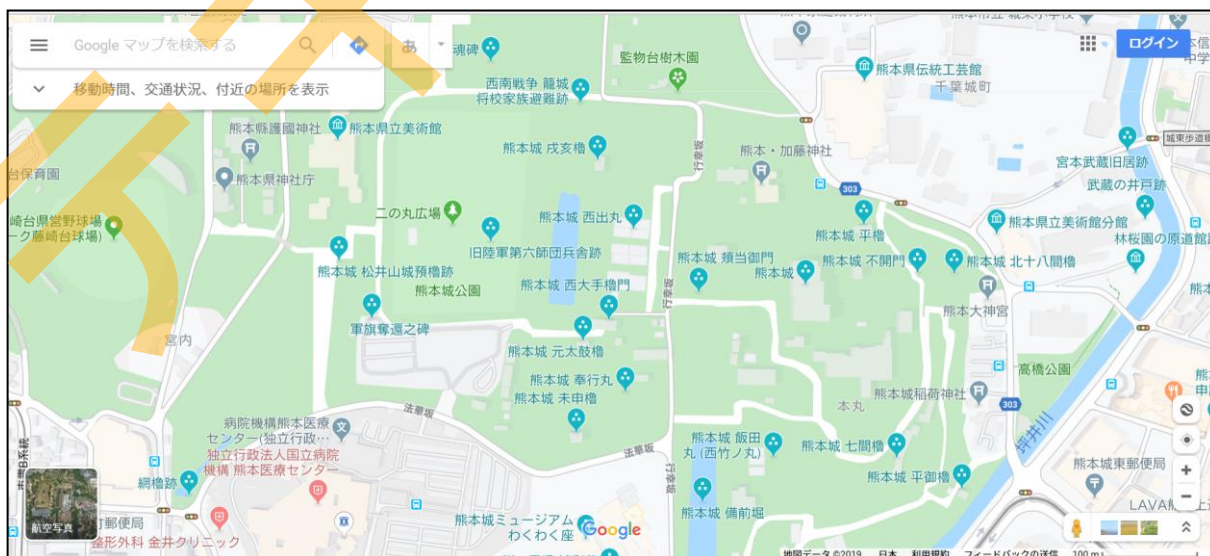 Google マップを検索する
あ
移動時間、交通状況、付近の場所を表示
魂碑
監物台樹木園
ログイン
西南戦争 籠城
将校家族避難跡
熊本県伝統工芸館
千葉城町
熊本縣護國神社
熊本県立美術館
熊本城 戌亥櫓
行幸坂
熊本・加藤神社
城東歩道橋
宮本武蔵旧居跡
台保育園
熊本県神社庁
303
武蔵の井戸跡
崎台県営野球場
ーク藤崎台球場)
二の丸広場
旧陸軍第六師団兵舎跡
熊本城 西出丸
熊本城 平櫓
熊本県立美術館分館
林桜園の原道館跡
熊本城 松井山城預櫓跡
熊本城公園
熊本城 西大手櫓門
行幸坂
熊本城 頬当御門
熊本城
熊本城 不開門
熊本城 北十八間櫓
熊本大神宮
軍旗奪還之碑
宮内
熊本城 元太鼓櫓
熊本城 奉行丸
熊本城 未申櫓
高橋公園
熊本城稲荷神社
本丸
303
法華坂
病院機構熊本医療
センター(独立行政…
独立行政法人国立病院
機構 熊本医療センター
法華坂
行幸坂
熊本城 飯田
丸 (西竹ノ丸)
熊本城 七間櫓
坪井川
熊本城 平御櫓
熊本城東郵便局
網櫓跡
熊本城 備前堀
航空写真
町郵便局
整形外科 金井クリニック
熊本城ミュージアム
わくわく座
Google
地図データ ©2019 日本 利用規約 フィードバックの送信 100 m